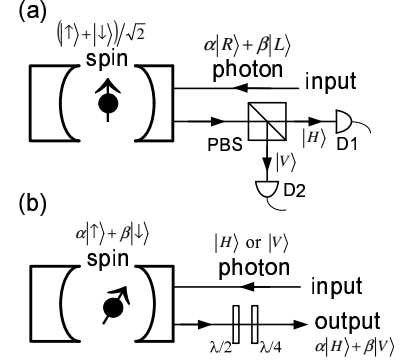 (a)
(|↑⟩+|↓⟩)/√2
spin
α|R⟩+β|L⟩
photon
input
PBS
|H⟩
D1
|V⟩
D2
(b)
α|↑⟩+β|↓⟩
spin
|H⟩ or |V⟩
photon
input
output
λ/2
λ/4
α|H⟩+β|V⟩